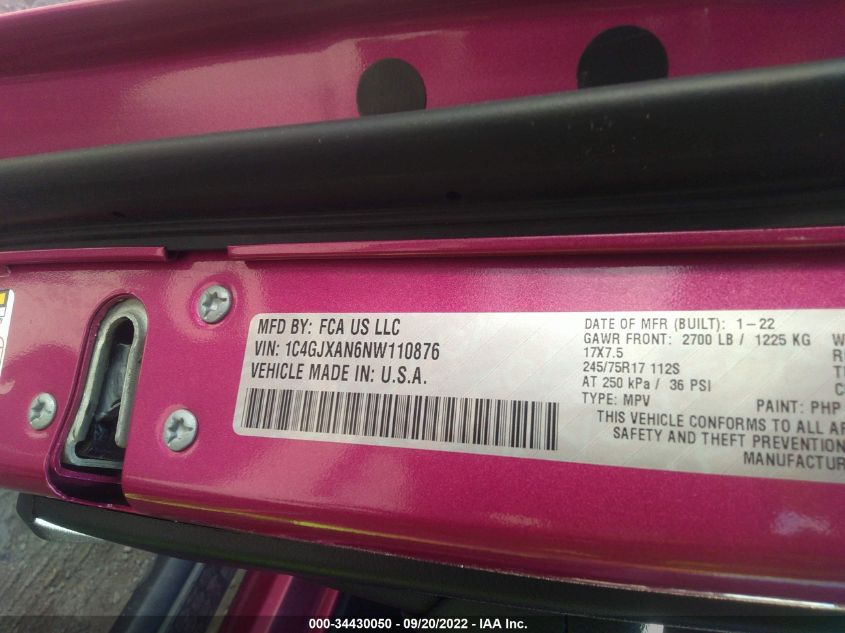 MFD BY: FCA US LLC
VIN: 1C4GJXAN6NW110876
VEHICLE MADE IN: U.S.A.
DATE OF MFR (BUILT): 1-22
GAWR FRONT: 2700 LB / 1225 KG
17X7.5
245/75R17 112S
AT 250 kPa / 36 PSI
TYPE: MPV PAINT: PHP
THIS VEHICLE CONFORMS TO ALL
SAFETY AND THEFT PREVENTION
000-34430050 - 09/20/2022 - IAA Inc.